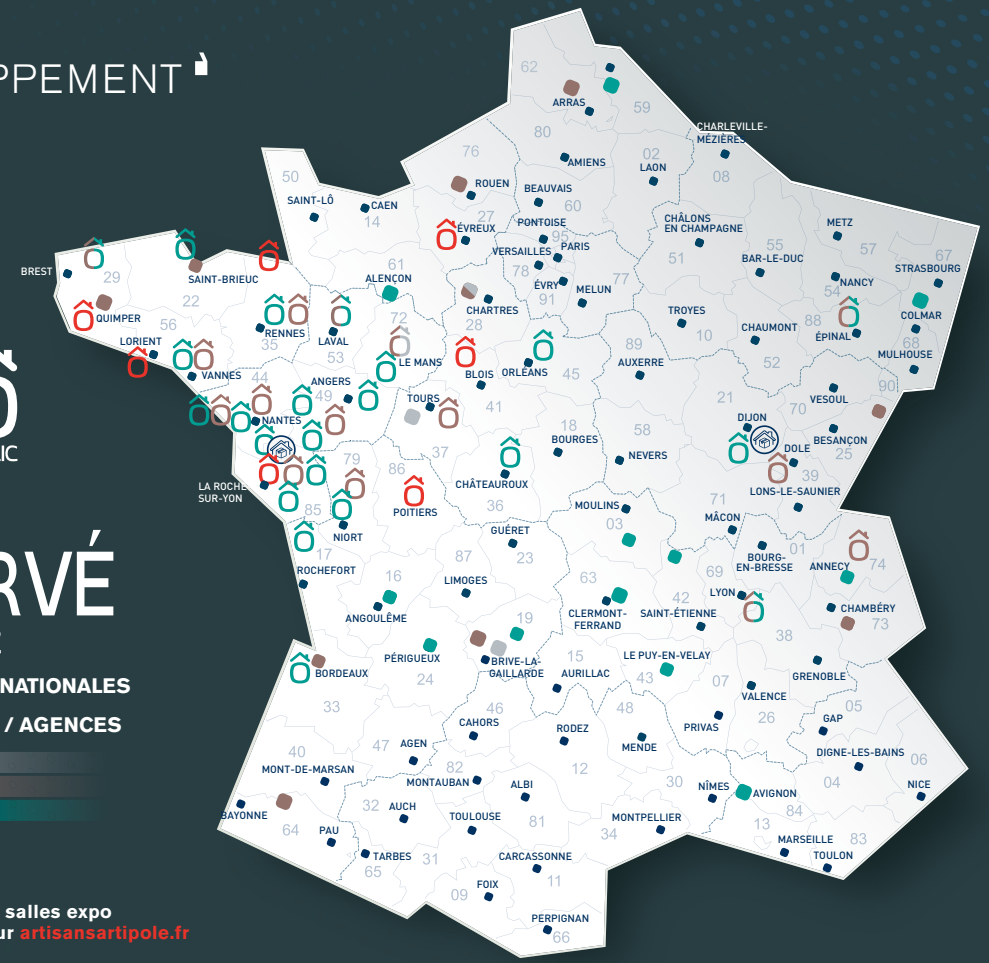 PPEMENT
62
ARRAS
59
80
AMIENS
02
LAON
CHARLEVILLE-
MÉZIÈRES
08
76
ROUEN
BEAUVAIS
60
50
SAINT-LÔ
CAEN
14
27
ÉVREUX
PONTOISE
95
VERSAILLES
PARIS
78
ÉVRY
91
MELUN
77
CHÂLONS
EN CHAMPAGNE
51
55
BAR-LE-DUC
METZ
57
67
STRASBOURG
NANCY
54
88
ÉPINAL
COLMAR
68
MULHOUSE
BREST
29
SAINT-BRIEUC
22
QUIMPER
56
LORIENT
VANNES
RENNES
35
LAVAL
53
61
ALENÇON
72
LE MANS
CHARTRES
28
BLOIS
ORLÉANS
45
TROYES
10
CHAUMONT
52
89
AUXERRE
90
VESOUL
70
44
NANTES
ANGERS
49
TOURS
41
37
18
BOURGES
58
NEVERS
21
DIJON
DOLE
BESANÇON
25
39
LONS-LE-SAUNIER
LA ROCHE
SUR-YON
85
79
86
POITIERS
NIORT
CHÂTEAUROUX
36
MOULINS
03
71
MÂCON
BOURG-
EN-BRESSE
01
ANNECY
74
17
ROCHEFORT
16
ANGOULÊME
87
LIMOGES
GUÉRET
23
63
CLERMONT-
FERRAND
42
SAINT-ÉTIENNE
69
LYON
CHAMBÉRY
73
38
GRENOBLE
RVÉ
NATIONALES
/ AGENCES
BORDEAUX
33
PÉRIGUEUX
24
19
BRIVE-LA-
GAILLARDE
15
AURILLAC
LE PUY-EN-VELAY
43
07
PRIVAS
VALENCE
26
05
GAP
40
MONT-DE-MARSAN
47
AGEN
46
CAHORS
82
MONTAUBAN
RODEZ
12
48
MENDE
30
NÎMES
AVIGNON
84
DIGNE-LES-BAINS
04
06
NICE
BAYONNE
64
PAU
32
AUCH
TARBES
65
31
TOULOUSE
ALBI
81
34
MONTPELLIER
13
MARSEILLE
83
TOULON
09
FOIX
CARCASSONNE
11
PERPIGNAN
66
salles expo
ur artisansartipole.fr